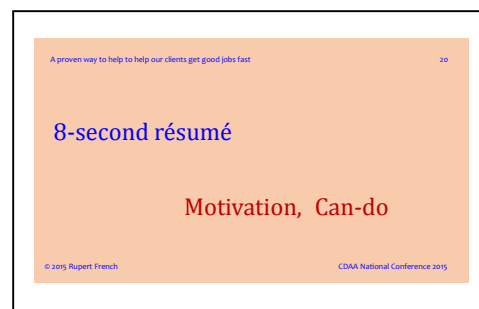 A proven way to help to help our clients get good jobs fast 20
8-second résumé
Motivation, Can-do
© 2015 Rupert French CDAA National Conference 2015